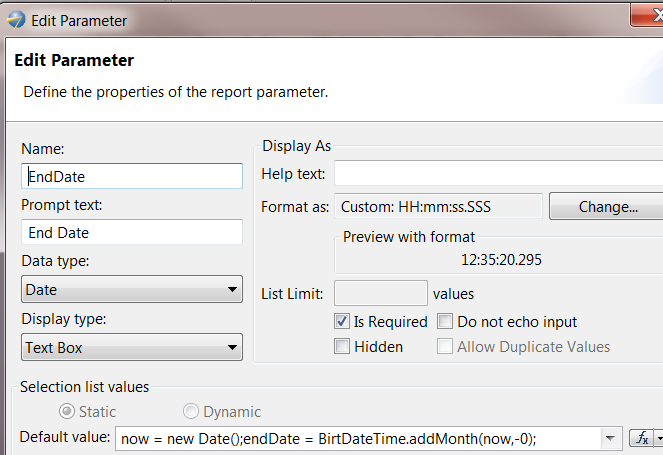 Edit Parameter
Edit Parameter
Define the properties of the report parameter.
Name:
EndDate
Prompt text:
End Date
Data type:
Date
Display type:
Text Box
Display As
Help text:
Format as: Custom: HH:mm:ss.SSS Change...
Preview with format
12:35:20.295
List Limit: values
Is Required Do not echo input
Hidden Allow Duplicate Values
Selection list values
Static Dynamic
Default value: now = new Date();endDate = BirtDateTime.addMonth(now,-0); fx